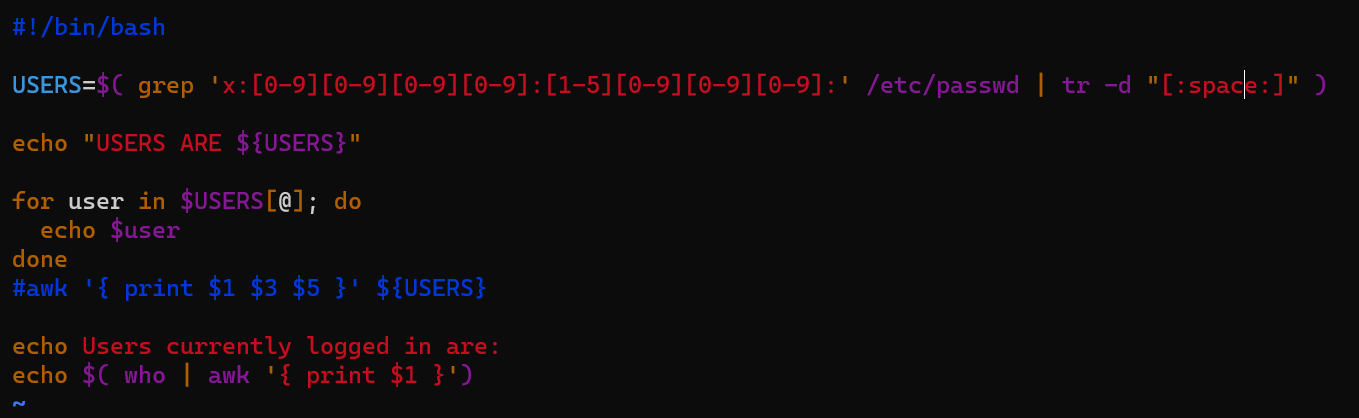 #!/bin/bash
USERS=$( grep 'x:[0-9][0-9][0-9][0-9]:[1-5][0-9][0-9][0-9]:' /etc/passwd | tr -d "[:space:]" )
echo "USERS ARE ${USERS}"
for user in $USERS[@]; do
  echo $user
done
#awk '{ print $1 $3 $5 }' ${USERS}
echo Users currently logged in are:
echo $( who | awk '{ print $1 }')
~